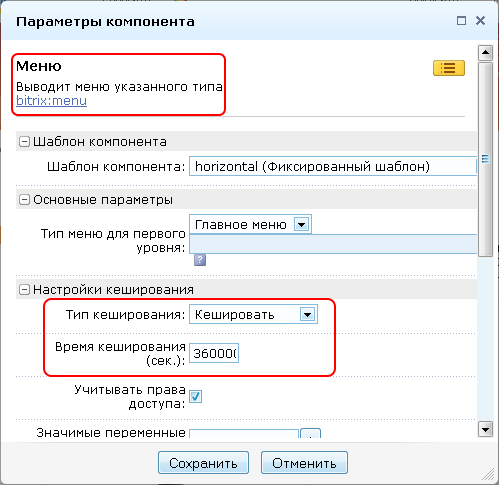 Параметры компонента
Меню
Выводит меню указанного типа
bitrix:menu
Шаблон компонента
Шаблон компонента: horizontal (Фиксированный шаблон)
Основные параметры
Тип меню для первого уровня: Главное меню
?
Настройки кеширования
Тип кеширования: Кешировать
Время кеширования (сек.): 36000
Учитывать права доступа:
Значимые переменные
Сохранить Отменить